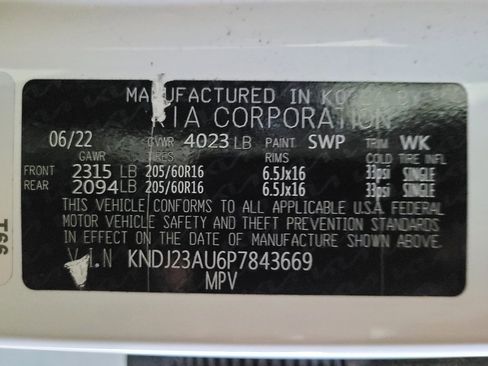 MANUFACTURED IN KOREA BY
KIA CORPORATION
06/22 GVWR 4023 LB PAINT SWP TRIM WK
GAWR TIRES RIMS COLD TIRE INFL
FRONT 2315 LB 205/60R16 6.5Jx16 33psi SINGLE
REAR 2094 LB 205/60R16 6.5Jx16 33psi SINGLE
THIS VEHICLE CONFORMS TO ALL APPLICABLE U.S.A. FEDERAL
MOTOR VEHICLE SAFETY AND THEFT PREVENTION STANDARDS
IN EFFECT ON THE DATE OF MANUFACTURE SHOWN ABOVE.
V.I.N KNDJ23AU6P7843669
MPV